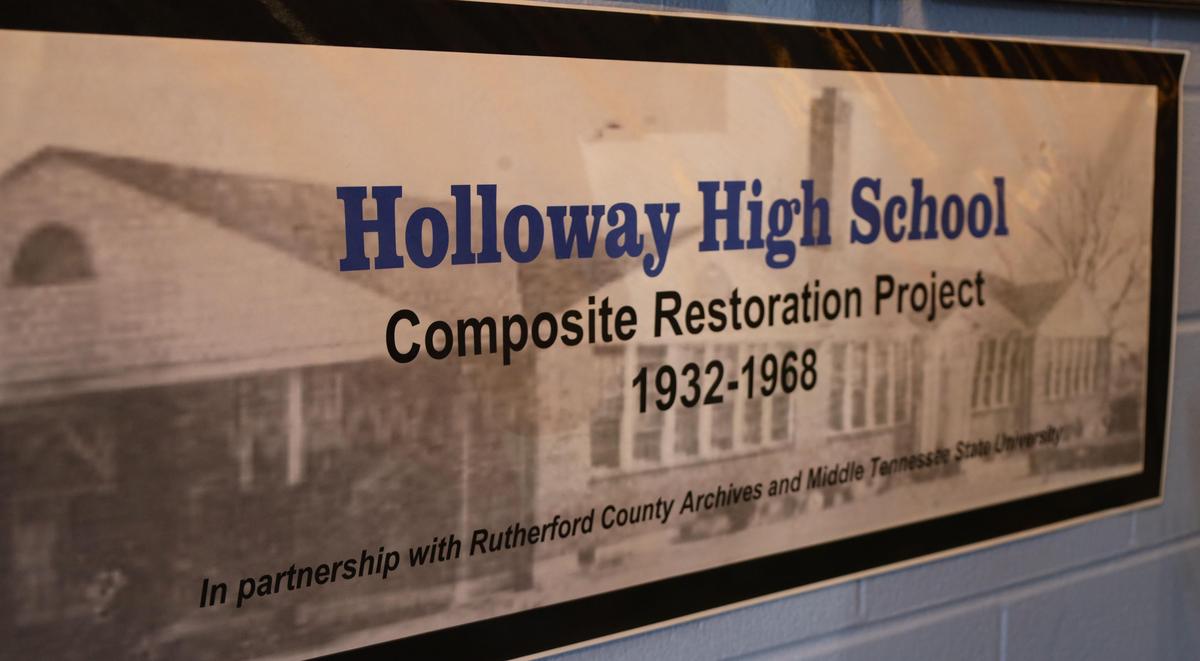 Holloway High School
Composite Restoration Project
1932-1968
In partnership with Rutherford County Archives and Middle Tennessee State University